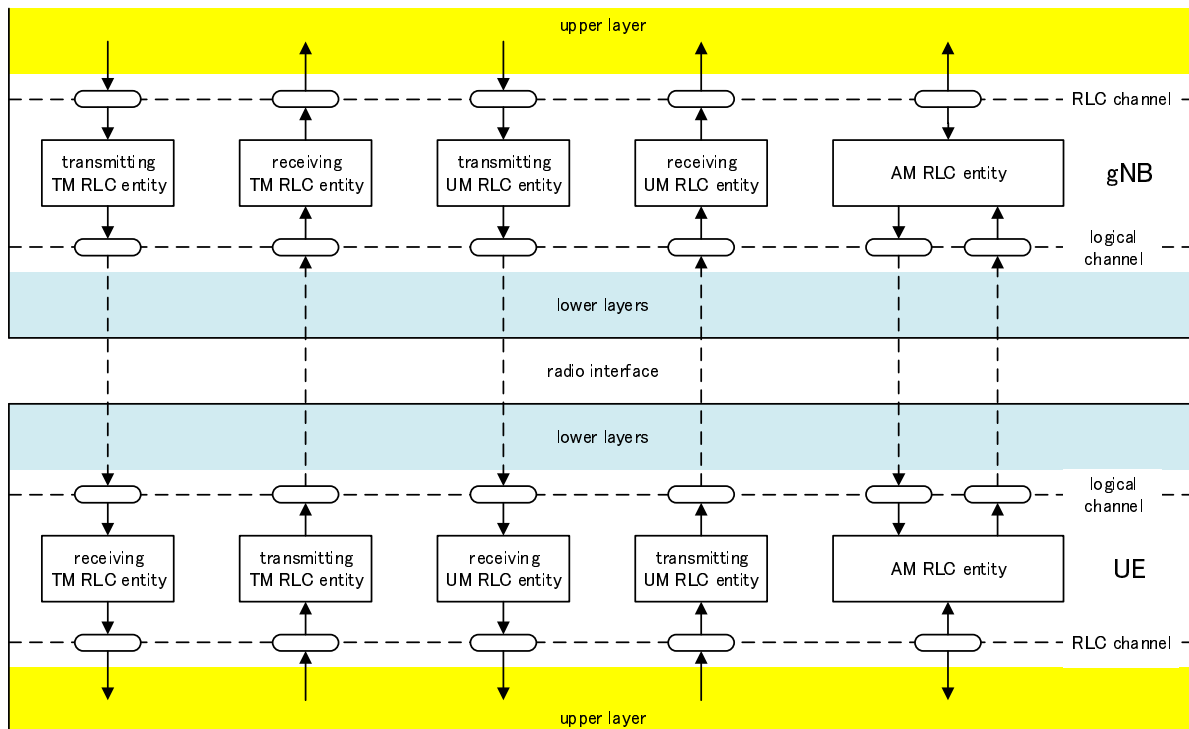 upper layer
RLC channel
transmitting
TM RLC entity
receiving
TM RLC entity
transmitting
UM RLC entity
receiving
UM RLC entity
AM RLC entity
gNB
logical
channel
lower layers
radio interface
lower layers
logical
channel
receiving
TM RLC entity
transmitting
TM RLC entity
receiving
UM RLC entity
transmitting
UM RLC entity
AM RLC entity
UE
RLC channel
upper layer